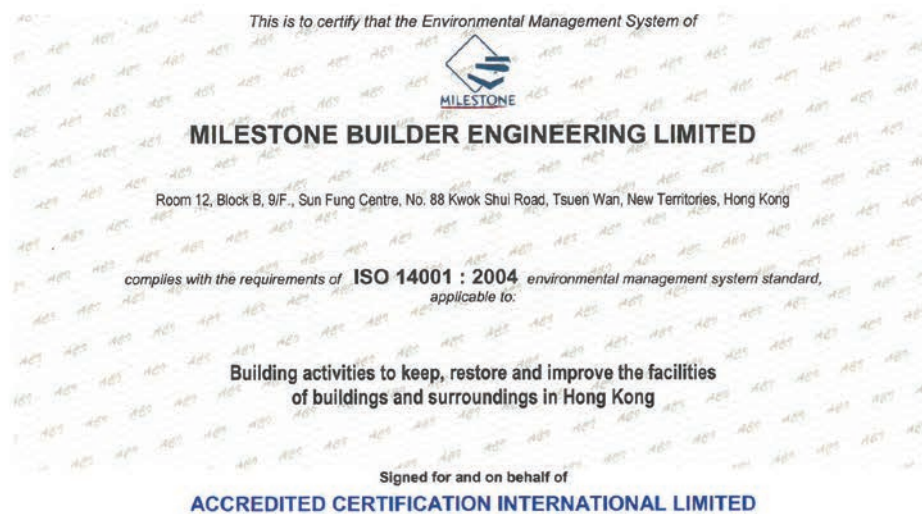 This is to certify that the Environmental Management System of
MILESTONE
MILESTONE BUILDER ENGINEERING LIMITED
Room 12, Block B, 9/F., Sun Fung Centre, No. 88 Kwok Shui Road, Tsuen Wan, New Territories, Hong Kong
complies with the requirements of ISO 14001 : 2004 environmental management system standard,
applicable to:
Building activities to keep, restore and improve the facilities
of buildings and surroundings in Hong Kong
Signed for and on behalf of
ACCREDITED CERTIFICATION INTERNATIONAL LIMITED